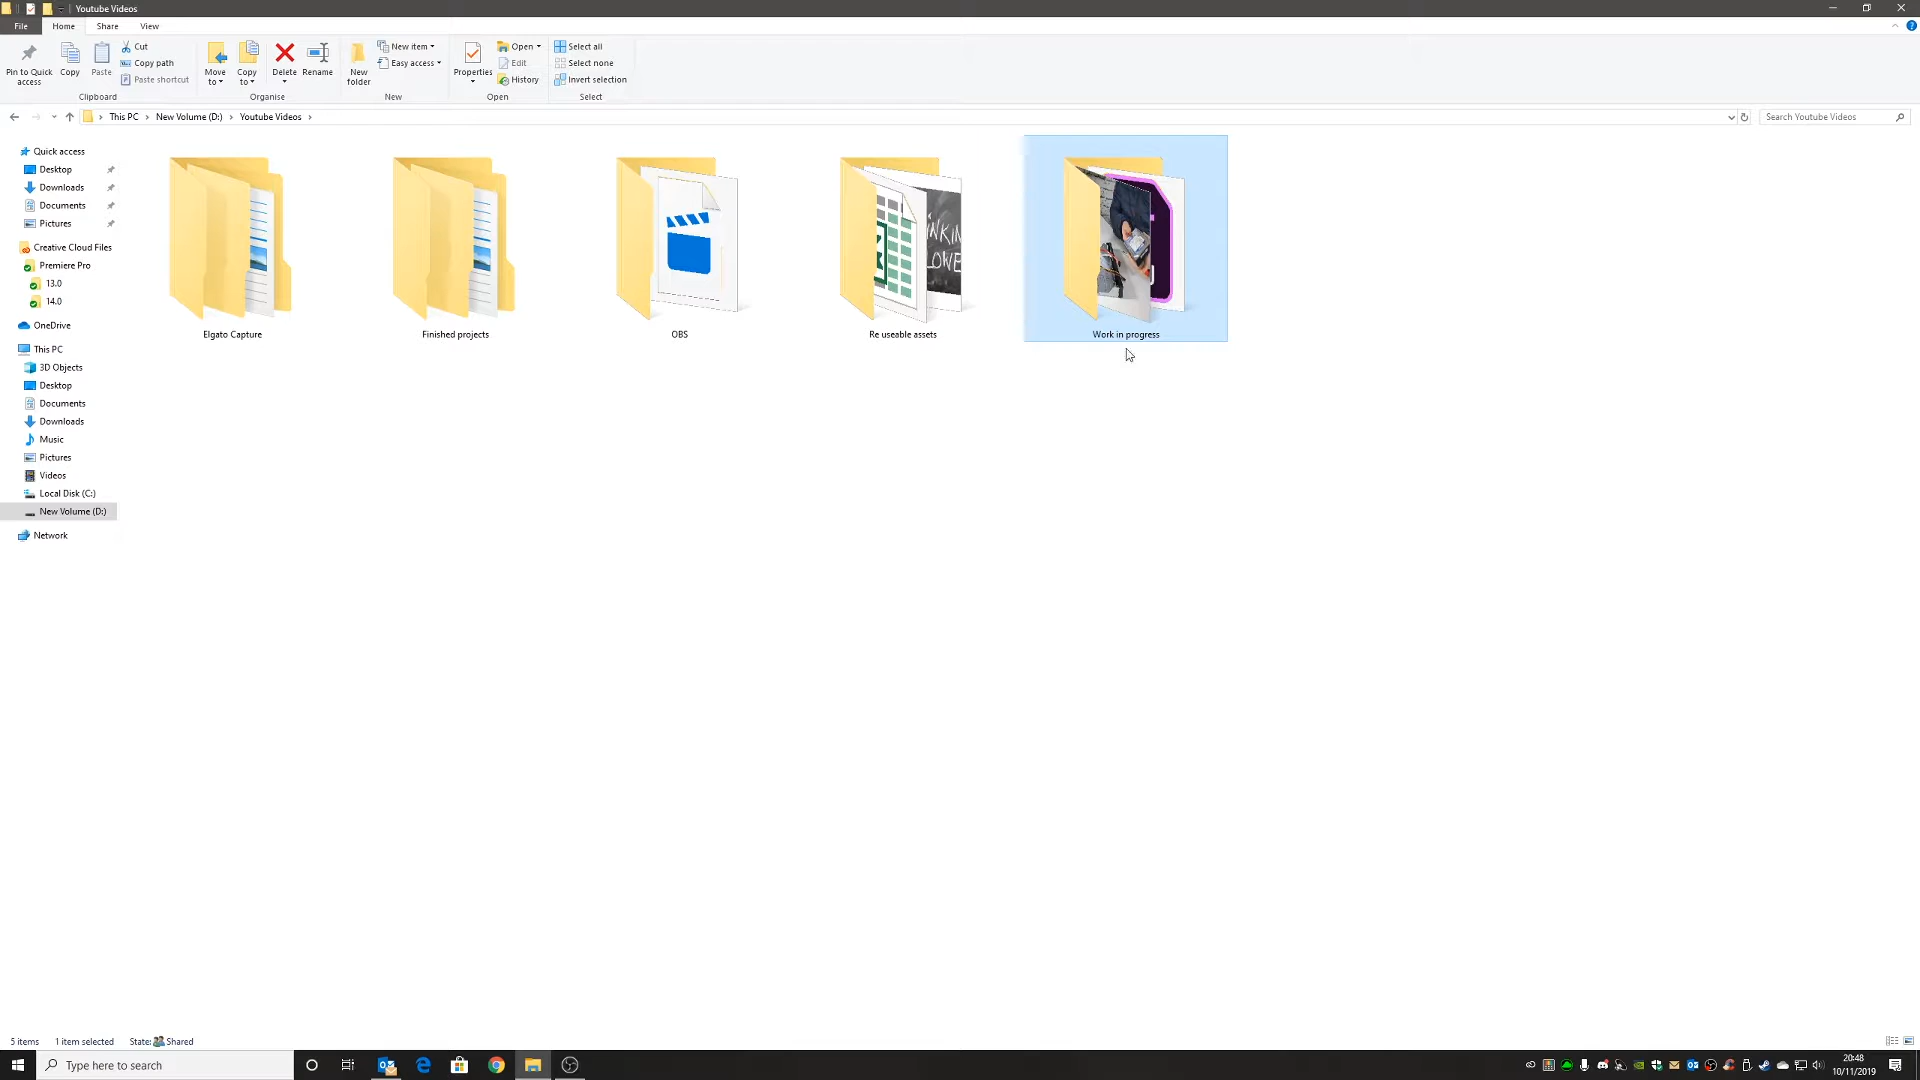 Youtube Videos
File Home Share View
Pin to Quick access
Copy
Paste
Cut
Copy path
Paste shortcut
Clipboard
Move to
Copy to
Delete
Rename
Organise
New folder
New item
Easy access
New
Properties
Open
Edit
History
Open
Select all
Select none
Invert selection
Select
This PC › New Volume (D:) › Youtube Videos ›
Search Youtube Videos
Quick access
Desktop
Downloads
Documents
Pictures
Creative Cloud Files
Premiere Pro
13.0
14.0
OneDrive
This PC
3D Objects
Desktop
Documents
Downloads
Music
Pictures
Videos
Local Disk (C:)
New Volume (D:)
Network
Elgato Capture
Finished projects
OBS
Re useable assets
Work in progress
5 items 1 item selected State: Shared
Type here to search
20:48
10/11/2019